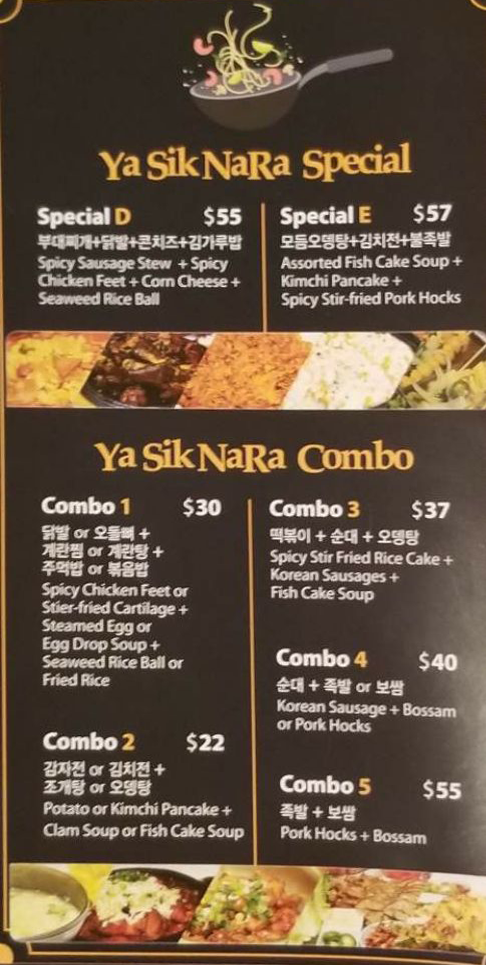 Ya Sik NaRa Special
Special D $55
부대찌개+닭발+콘치즈+김가루밥
Spicy Sausage Stew + Spicy
Chicken Feet + Corn Cheese +
Seaweed Rice Ball
Special E $57
모듬오뎅탕+김치전+불족발
Assorted Fish Cake Soup +
Kimchi Pancake +
Spicy Stir-fried Pork Hocks
Ya Sik NaRa Combo
Combo 1 $30
닭발 or 오돌뼈 +
계란찜 or 계란탕 +
주먹밥 or 볶음밥
Spicy Chicken Feet or
Stier-fried Cartilage +
Steamed Egg or
Egg Drop Soup +
Seaweed Rice Ball or
Fried Rice
Combo 2 $22
감자전 or 김치전 +
조개탕 or 오뎅탕
Potato or Kimchi Pancake +
Clam Soup or Fish Cake Soup
Combo 3 $37
떡볶이 + 순대 + 오뎅탕
Spicy Stir Fried Rice Cake +
Korean Sausages +
Fish Cake Soup
Combo 4 $40
순대 + 족발 or 보쌈
Korean Sausage + Bossam
or Pork Hocks
Combo 5 $55
족발 + 보쌈
Pork Hocks + Bossam